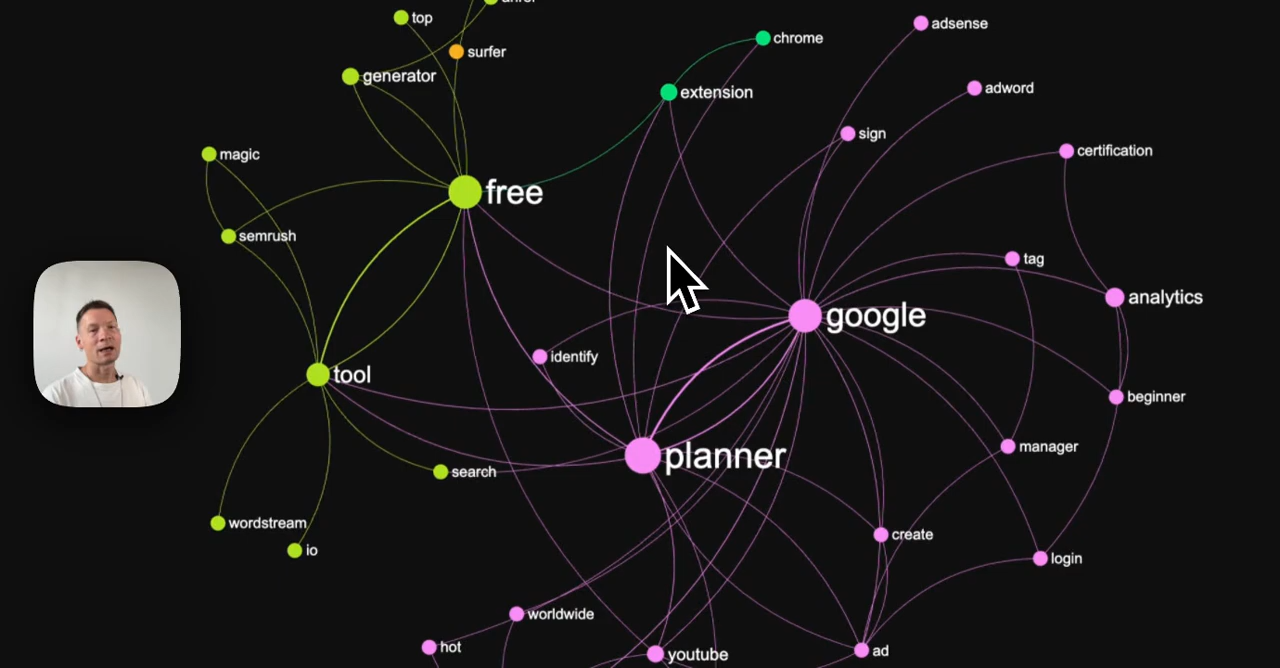 top
surfer
generator
chrome
adsense
extension
adword
sign
magic
certification
free
semrush
tag
analytics
google
identify
tool
beginner
manager
planner
search
wordstream
create
io
login
worldwide
hot
youtube
ad